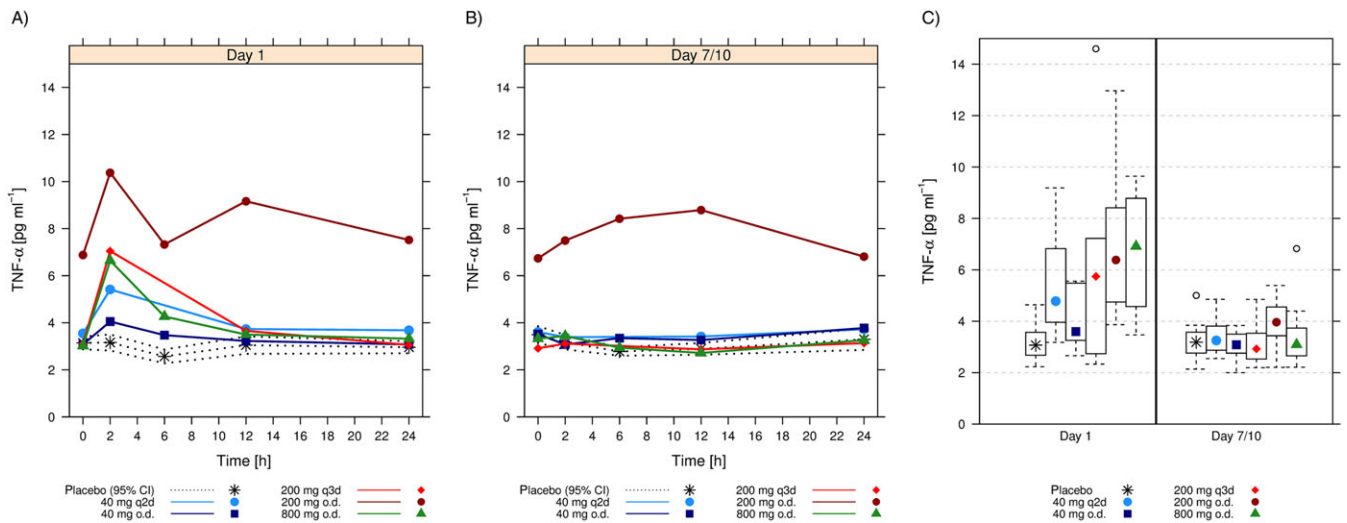 A)
Day 1
TNF-α [pg ml⁻¹]
14
12
10
8
6
4
2
0
0 2 4 6 8 10 12 14 16 18 20 22 24
Time [h]
Placebo (95% CI)
40 mg q2d
40 mg o.d.
200 mg q3d
200 mg o.d.
800 mg o.d.
B)
Day 7/10
TNF-α [pg ml⁻¹]
14
12
10
8
6
4
2
0
0 2 4 6 8 10 12 14 16 18 20 22 24
Time [h]
Placebo (95% CI)
40 mg q2d
40 mg o.d.
200 mg q3d
200 mg o.d.
800 mg o.d.
C)
TNF-α [pg ml⁻¹]
14
12
10
8
6
4
2
0
Day 1 Day 7/10
Placebo
40 mg q2d
40 mg o.d.
200 mg q3d
200 mg o.d.
800 mg o.d.